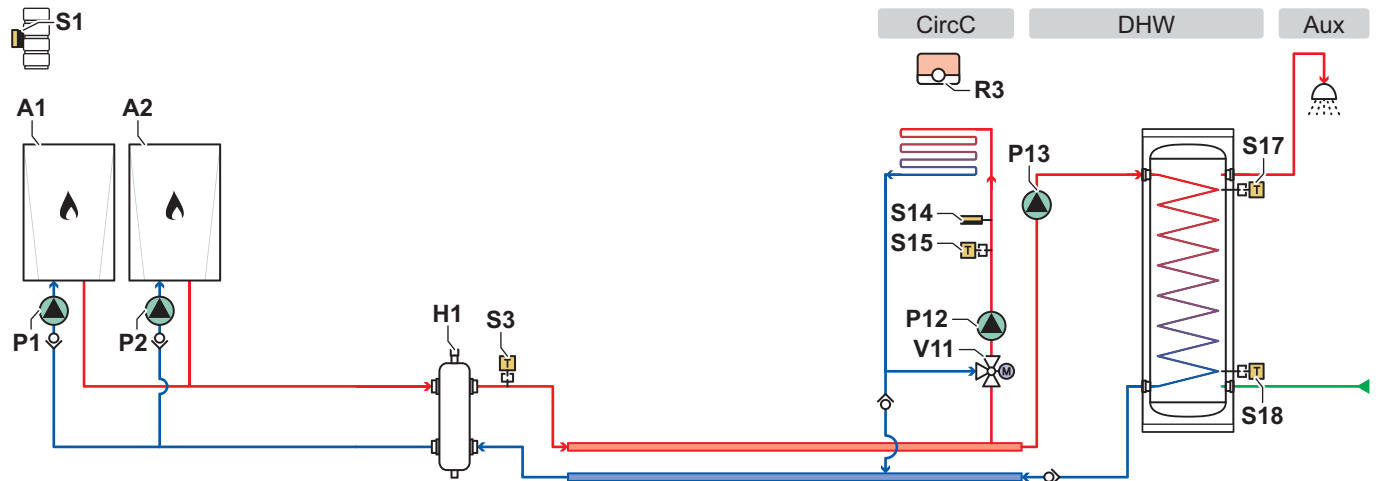 S1
CircC
DHW
Aux
R3
A1
A2
P13
S17
T
S14
S15
T
P1
P2
H1
S3
T
P12
V11
M
T
S18